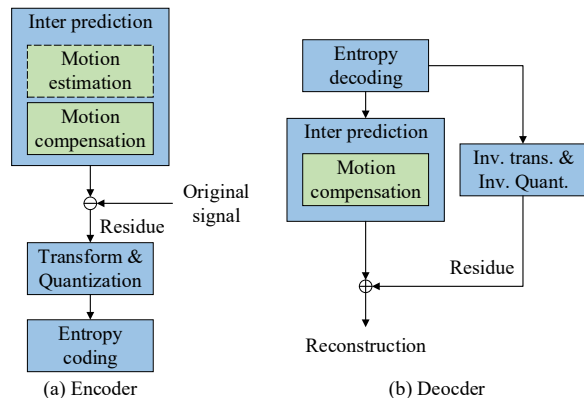 Inter prediction
Motion
estimation
Motion
compensation
Original
signal
Residue
Transform &
Quantization
Entropy
coding
(a) Encoder
Entropy
decoding
Inter prediction
Motion
compensation
Inv. trans. &
Inv. Quant.
Residue
Reconstruction
(b) Deocder